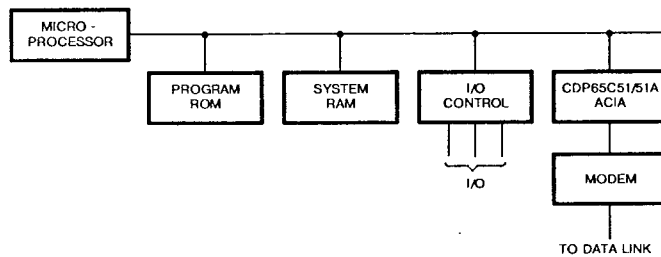 MICRO -
PROCESSOR
PROGRAM
ROM
SYSTEM
RAM
I/O
CONTROL
CDP65C51/51A
ACIA
I/O
MODEM
TO DATA LINK